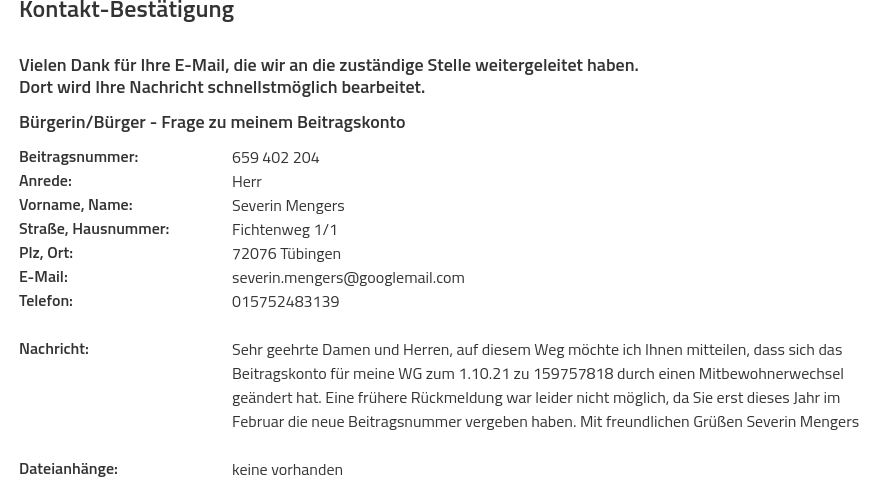 Kontakt-Bestätigung
Vielen Dank für Ihre E-Mail, die wir an die zuständige Stelle weitergeleitet haben.
Dort wird Ihre Nachricht schnellstmöglich bearbeitet.
Bürgerin/Bürger - Frage zu meinem Beitragskonto
Beitragsnummer: 659 402 204
Anrede: Herr
Vorname, Name: Severin Mengers
Straße, Hausnummer: Fichtenweg 1/1
Plz, Ort: 72076 Tübingen
E-Mail: severin.mengers@googlemail.com
Telefon: 015752483139
Nachricht: Sehr geehrte Damen und Herren, auf diesem Weg möchte ich Ihnen mitteilen, dass sich das
Beitragskonto für meine WG zum 1.10.21 zu 159757818 durch einen Mitbewohnerwechsel
geändert hat. Eine frühere Rückmeldung war leider nicht möglich, da Sie erst dieses Jahr im
Februar die neue Beitragsnummer vergeben haben. Mit freundlichen Grüßen Severin Mengers
Dateianhänge: keine vorhanden